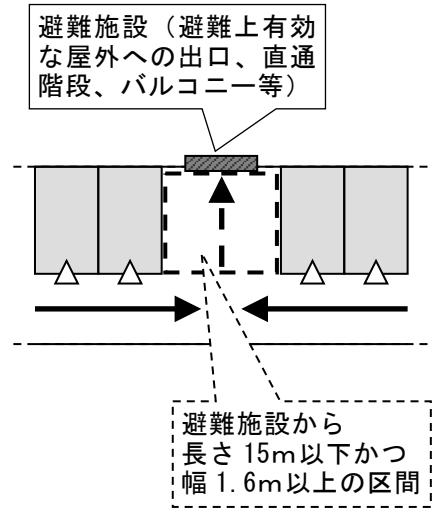 避難施設（避難上有効
な屋外への出口、直通
階段、バルコニー等）
避難施設から
長さ 15ｍ以下かつ
幅 1.6ｍ以上の区間